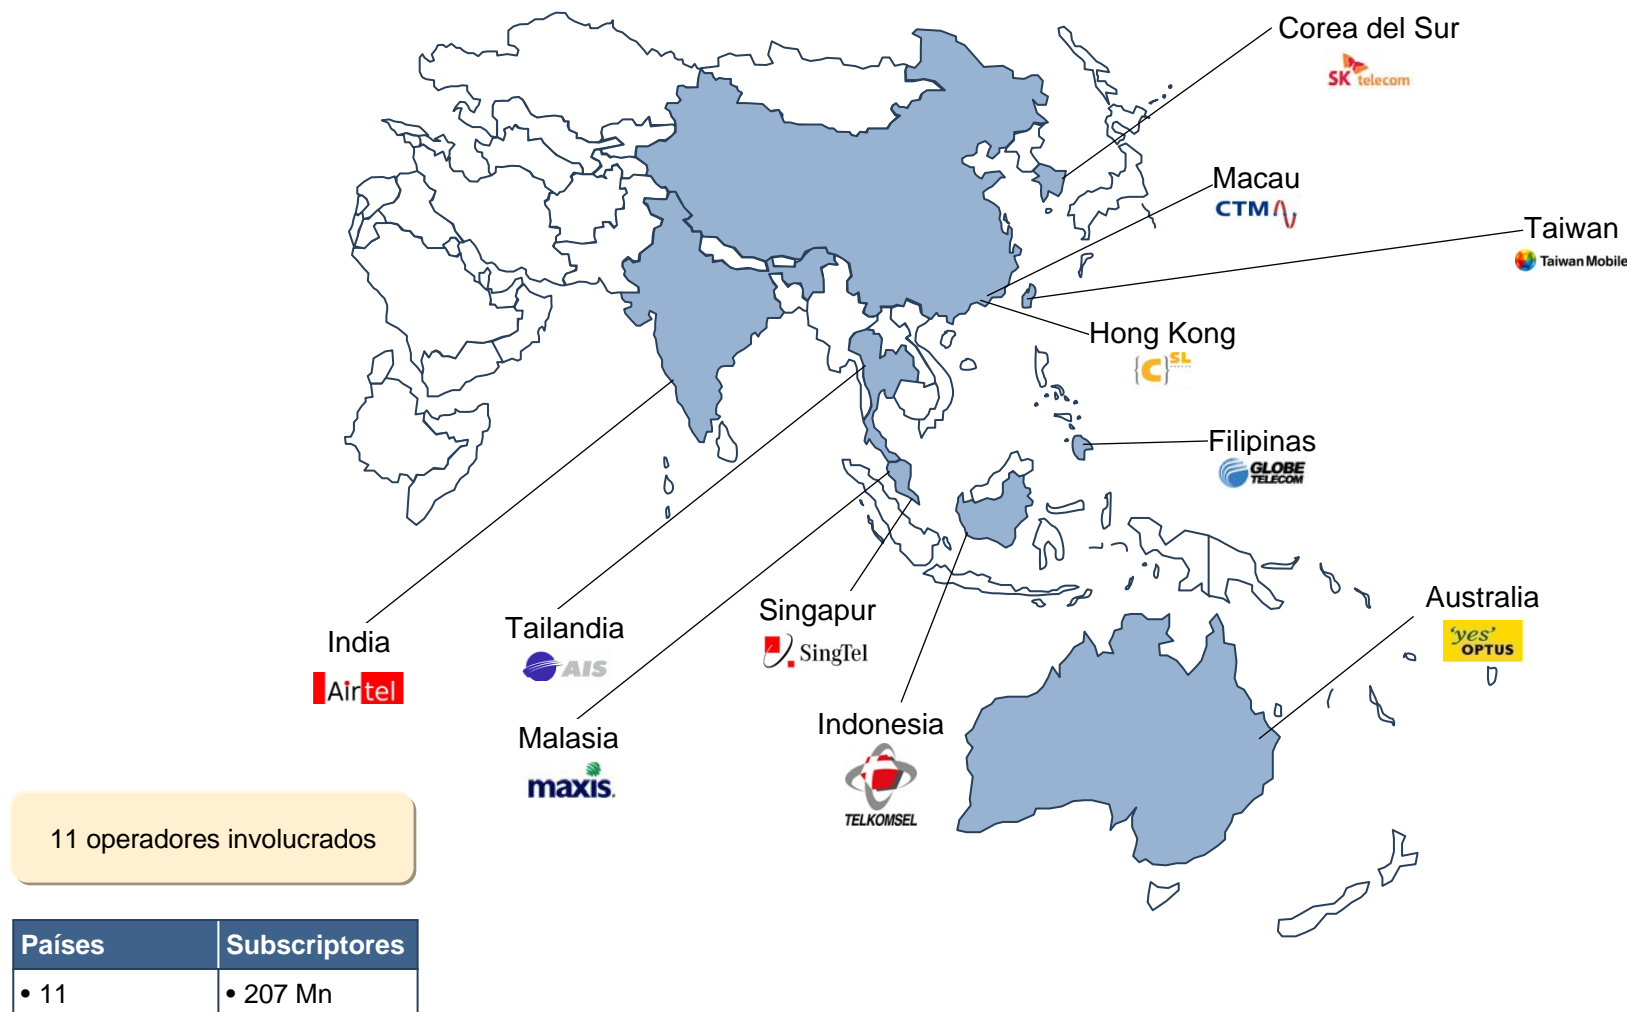 Corea del Sur
SK telecom
Macau
CTM
Taiwan
Taiwan Mobile
Hong Kong
{C}SL
Filipinas
GLOBE
TELECOM
Australia
'yes'
OPTUS
Singapur
SingTel
Tailandia
AIS
India
Airtel
Indonesia
TELKOMSEL
Malasia
maxis.
11 operadores involucrados
Países Subscriptores
• 11 • 207 Mn